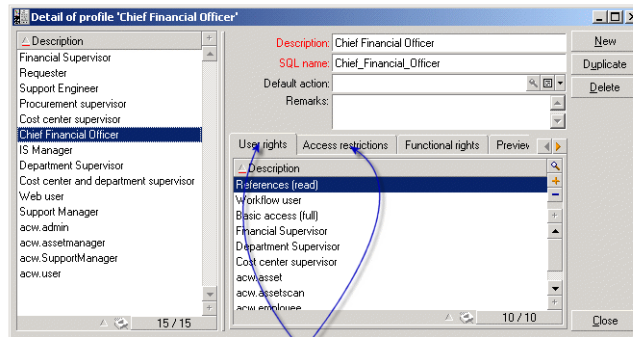 Detail of profile 'Chief Financial Officer'
Description
Financial Supervisor
Requester
Support Engineer
Procurement supervisor
Cost center supervisor
Chief Financial Officer
IS Manager
Department Supervisor
Cost center and department supervisor
Web user
Support Manager
acw.admin
acw.assetmanager
acw.SupportManager
acw.user
15 / 15
Description: Chief Financial Officer
SQL name: Chief_Financial_Officer
Default action:
Remarks:
User rights Access restrictions Functional rights Preview
Description
References (read)
Workflow user
Basic access (full)
Financial Supervisor
Department Supervisor
Cost center supervisor
acw.asset
acw.assetscan
acw.employee
10 / 10
New
Duplicate
Delete
Close